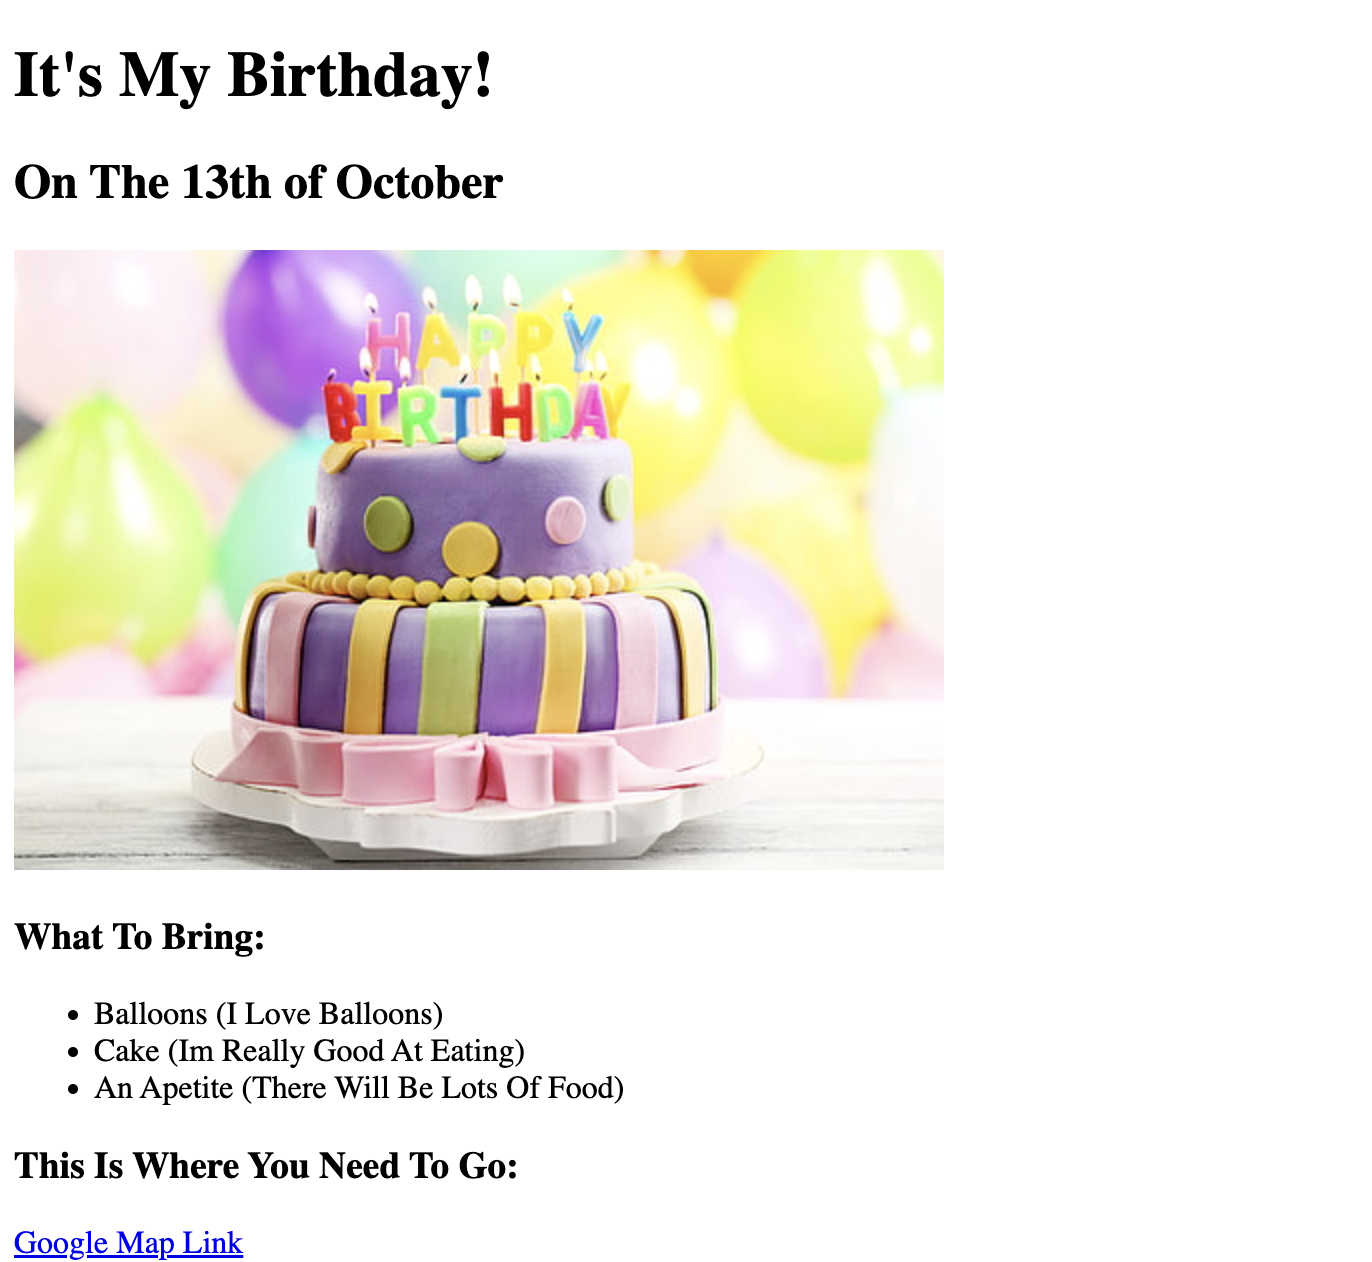 It's My Birthday!
On The 13th of October
HAPPY
BIRTHDAY
What To Bring:
Balloons (I Love Balloons)
Cake (Im Really Good At Eating)
An Apetite (There Will Be Lots Of Food)
This Is Where You Need To Go:
Google Map Link